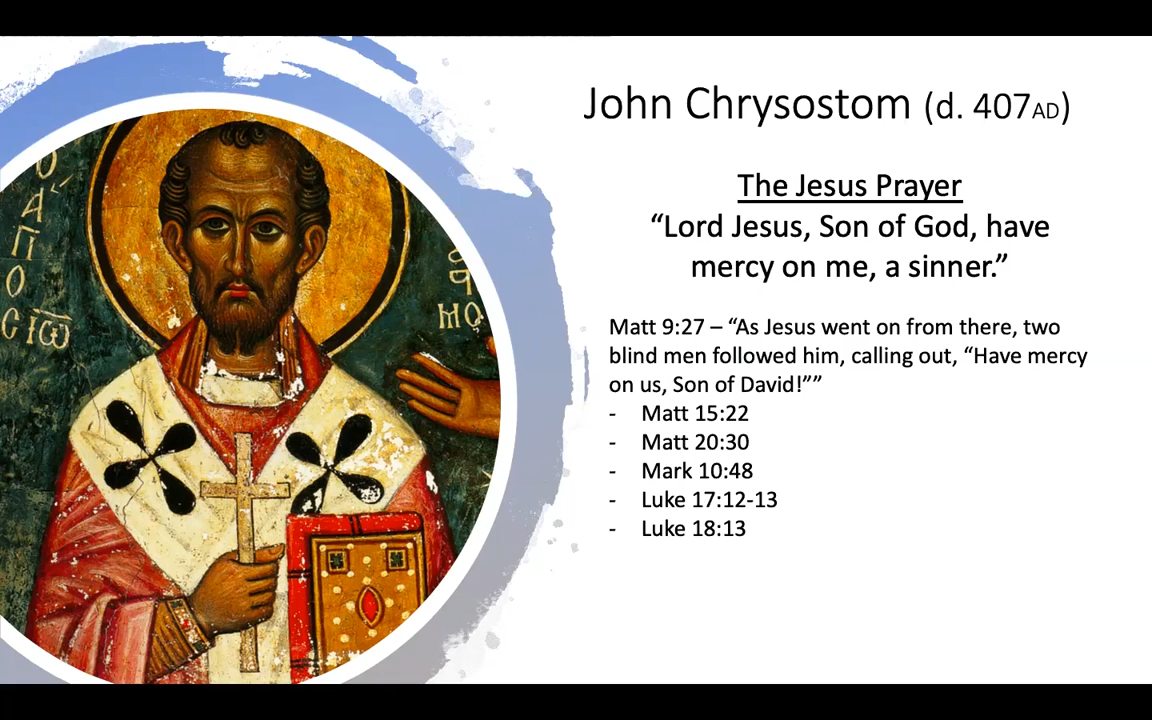 John Chrysostom (d. 407AD)
The Jesus Prayer
“Lord Jesus, Son of God, have
mercy on me, a sinner.”
Matt 9:27 – “As Jesus went on from there, two
blind men followed him, calling out, “Have mercy
on us, Son of David!””
- Matt 15:22
- Matt 20:30
- Mark 10:48
- Luke 17:12-13
- Luke 18:13